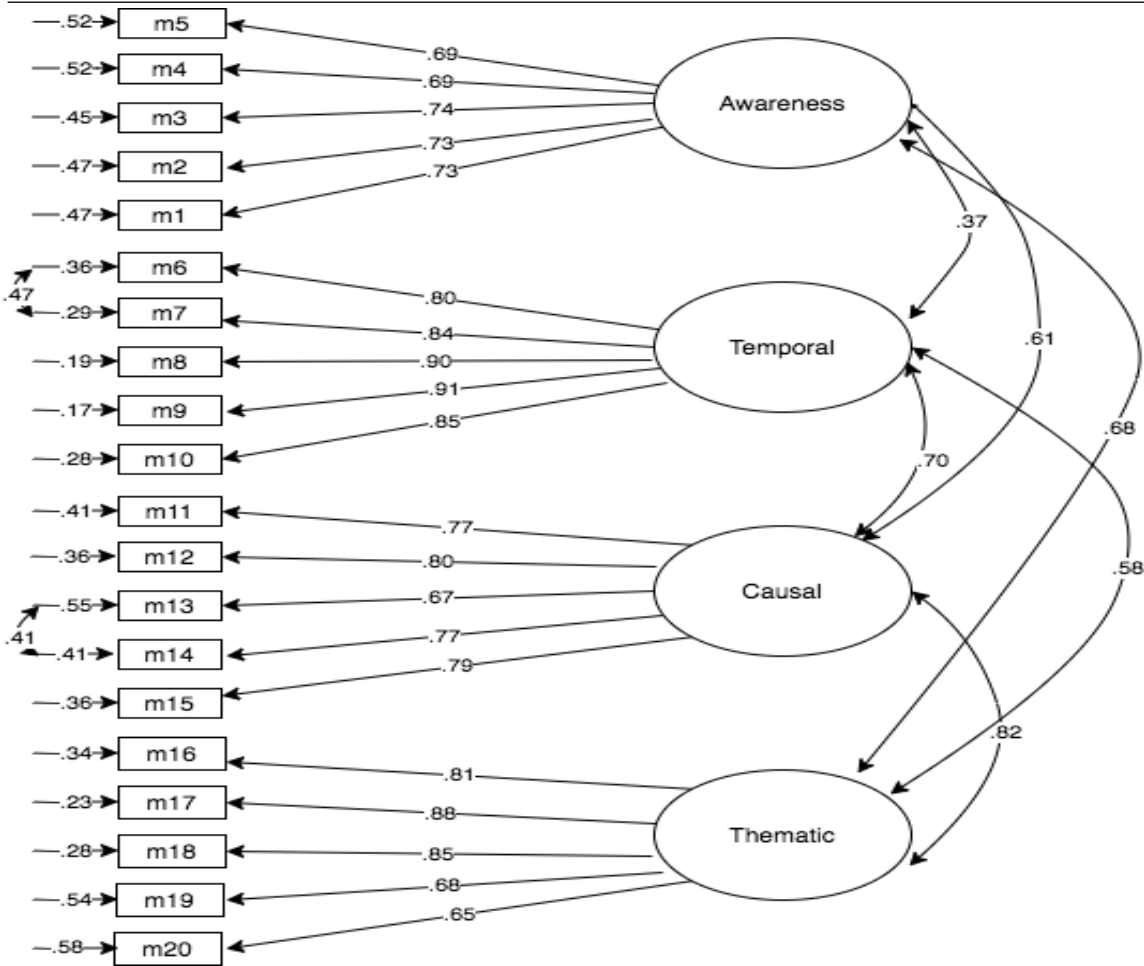 .52 m5 .69
.52 m4 .69 Awareness
.45 m3 .74
.47 m2 .73
.47 m1 .73
.37
.36 m6 .80
.47
.29 m7 .84 Temporal
.19 m8 .90
.61
.17 m9 .91
.28 m10 .85
.68
.70
.41 m11 .77
.36 m12 .80
.58
.55 m13 .67 Causal
.41
.41 m14 .77
.36 m15 .79
.82
.34 m16 .81
.23 m17 .88
.28 m18 .85 Thematic
.54 m19 .68
.58 m20 .65